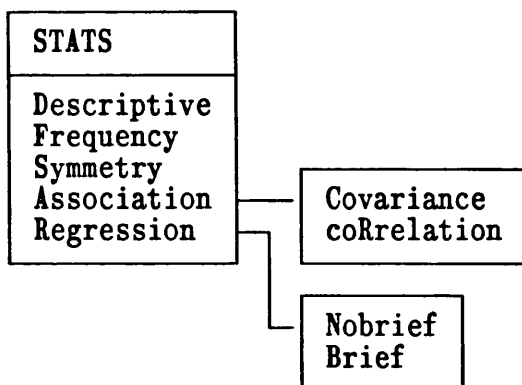 STATS
Descriptive
Frequency
Symmetry
Association
Regression
Covariance
coRrelation
Nobrief
Brief